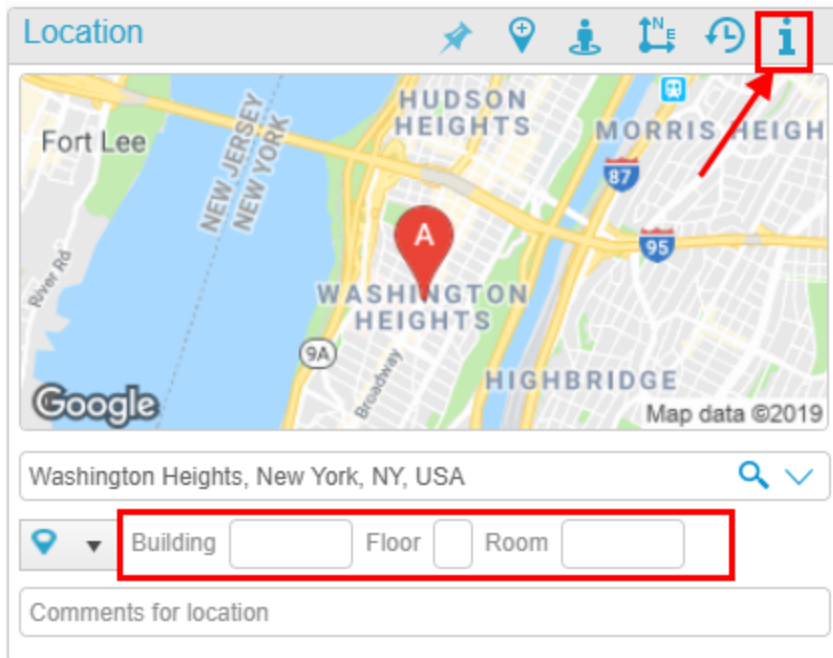 Location
N
E
HUDSON
HEIGHTS
MORRIS HEIGH
Fort Lee
NEW JERSEY
NEW YORK
87
A
95
River Rd
WASHINGTON
HEIGHTS
9A
Broadway
HIGHBRIDGE
Google
Map data ©2019
Washington Heights, New York, NY, USA
Building Floor Room
Comments for location